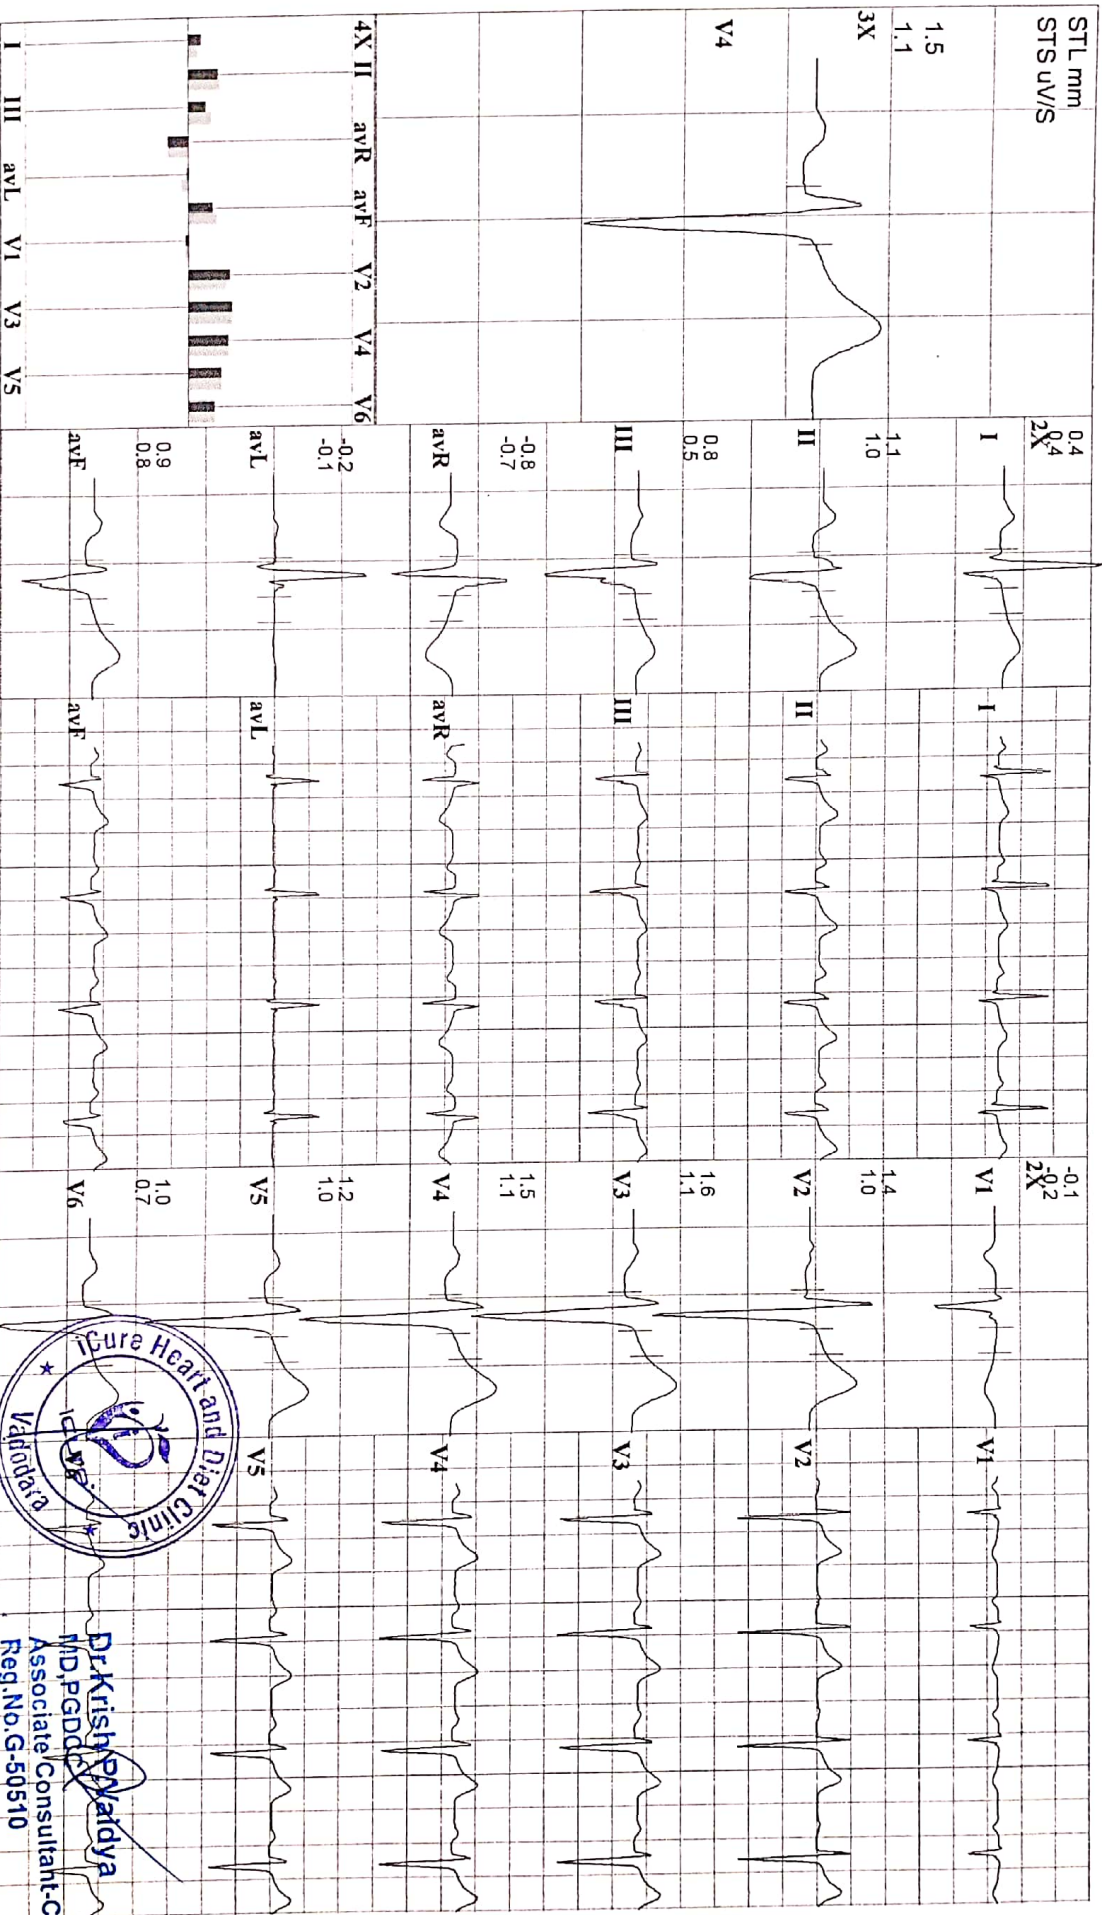 STL mm
STS uV/S
1.5
1.1
3X
V4
4X II avR avF V2 V4 V6
I III avL V1 V3 V5
0.4
0.4
2X
I
1.1
1.0
II
0.8
0.5
III
-0.8
-0.7
avR
-0.2
-0.1
avL
0.9
0.8
avF
I
II
III
avR
avL
avF
-0.1
-0.2
2X
V1
1.4
1.0
V2
1.6
1.1
V3
1.5
1.1
V4
1.2
1.0
V5
1.0
0.7
V6
V1
V2
V3
V4
V5
iCure Heart and Diet Clinic
Vadodara
Dr.Krish P.Vaidya
MD,PGDCC
Associate Consultant-C
Reg.No.G-50510